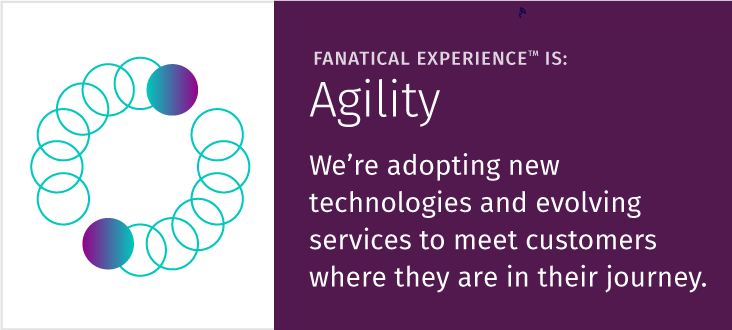 FANATICAL EXPERIENCE™ IS:
Agility
We’re adopting new
technologies and evolving
services to meet customers
where they are in their journey.